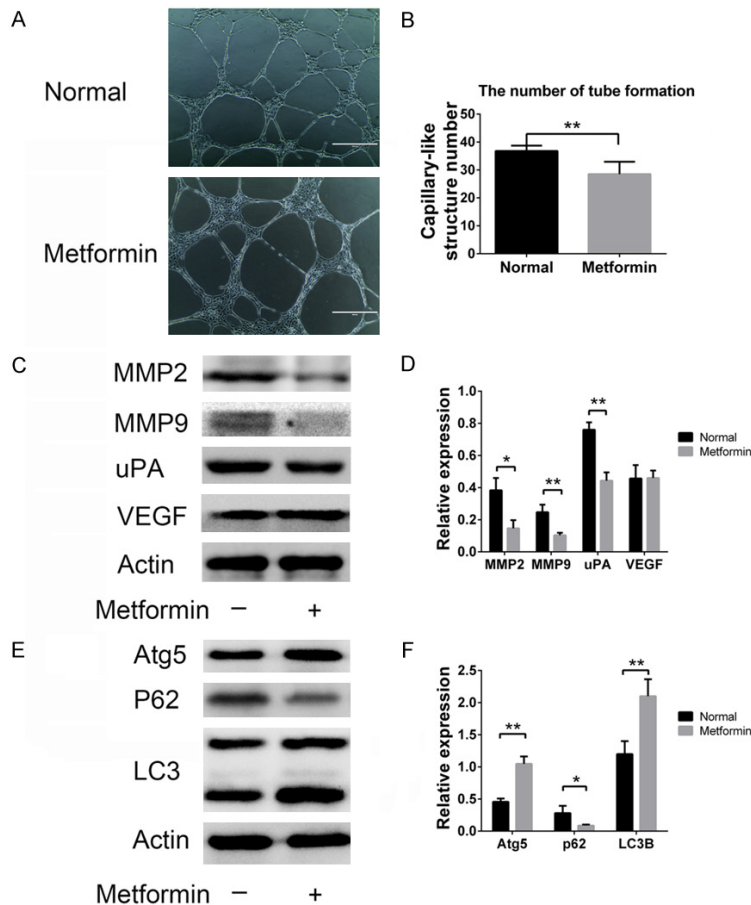 A
Normal
Metformin
B
The number of tube formation
Capillary-like
structure number
50
40
30
20
10
0
**
Normal
Metformin
C
MMP2
MMP9
uPA
VEGF
Actin
Metformin − +
D
Relative expression
1.0
0.8
0.6
0.4
0.2
0.0
*
**
**
MMP2 MMP9 uPA VEGF
Normal
Metformin
E
Atg5
P62
LC3
Actin
Metformin − +
F
Relative expression
2.5
2.0
1.5
1.0
0.5
0.0
**
*
**
Atg5 p62 LC3B
Normal
Metformin